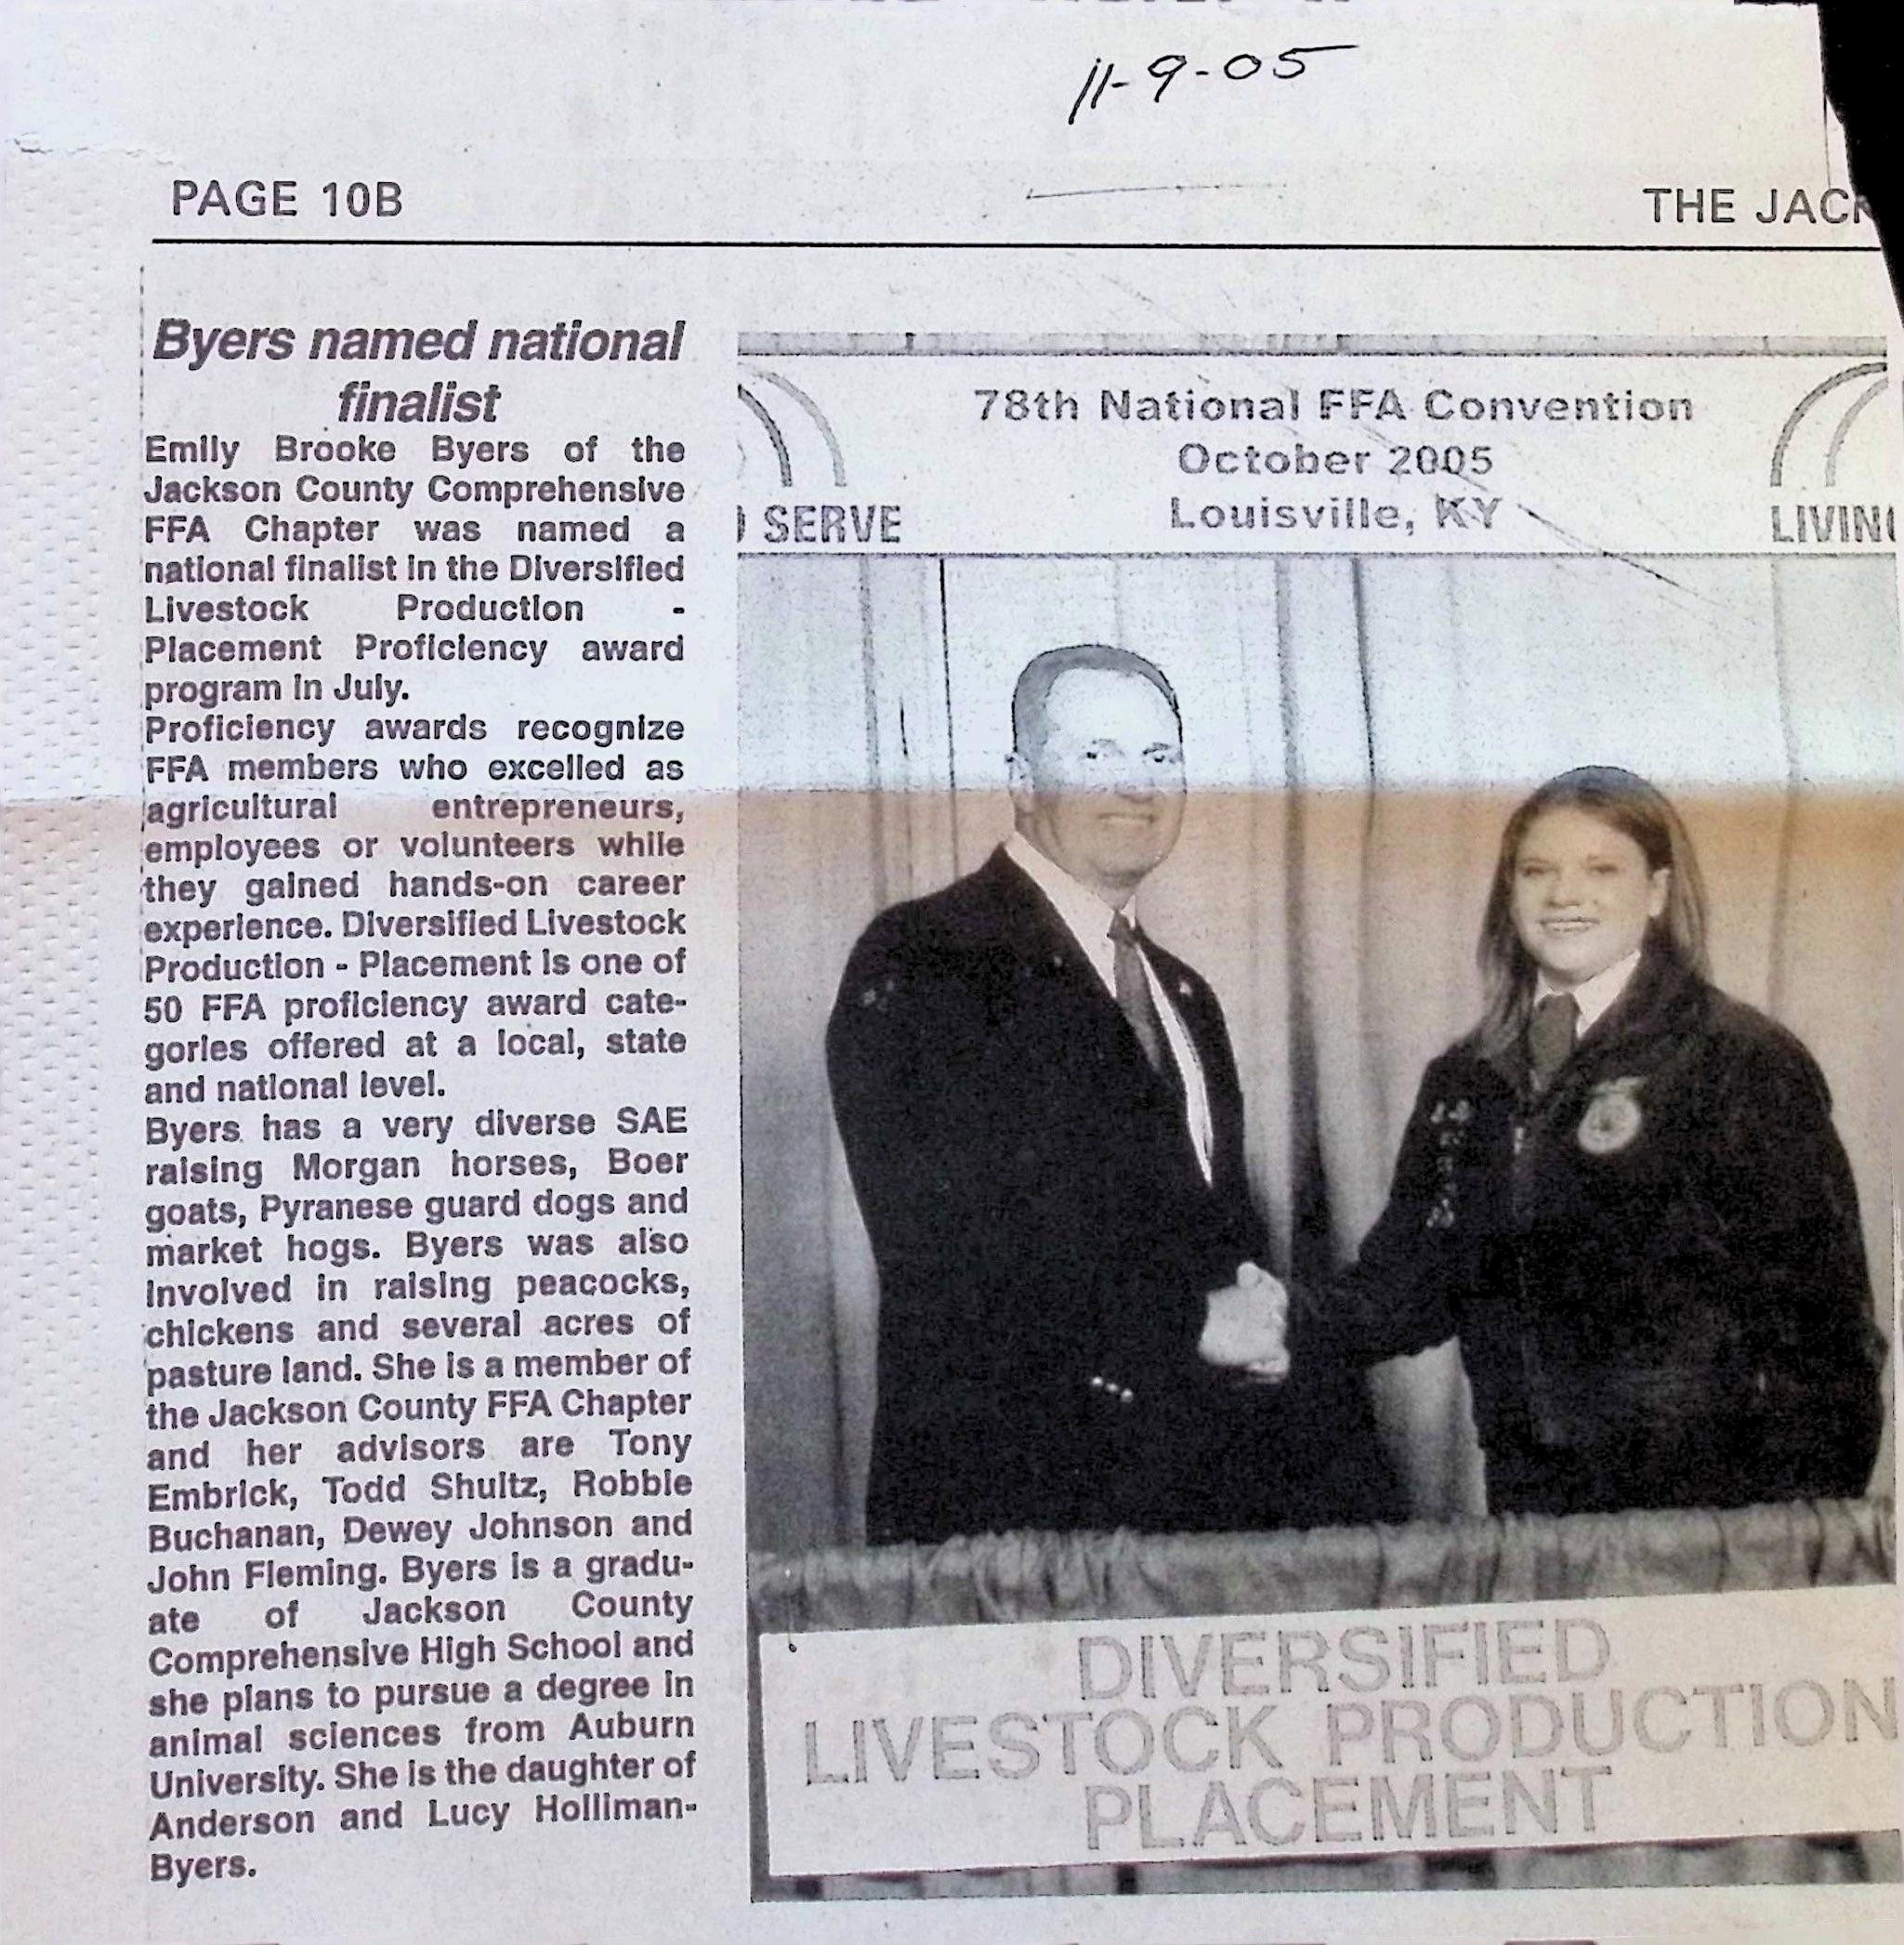 11-9-05
PAGE 10B
THE JACK
Byers named national
finalist
Emily Brooke Byers of the
Jackson County Comprehensive
FFA Chapter was named a
national finalist in the Diversified
Livestock Production -
Placement Proficiency award
program in July.
Proficiency awards recognize
FFA members who excelled as
agricultural entrepreneurs,
employees or volunteers while
they gained hands-on career
experience. Diversified Livestock
Production - Placement is one of
50 FFA proficiency award cate-
gories offered at a local, state
and national level.
Byers has a very diverse SAE
raising Morgan horses, Boer
goats, Pyranese guard dogs and
market hogs. Byers was also
involved in raising peacocks,
chickens and several acres of
pasture land. She is a member of
the Jackson County FFA Chapter
and her advisors are Tony
Embrick, Todd Shultz, Robbie
Buchanan, Dewey Johnson and
John Fleming. Byers is a gradu-
ate of Jackson County
Comprehensive High School and
she plans to pursue a degree in
animal sciences from Auburn
University. She is the daughter of
Anderson and Lucy Holliman-
Byers.
78th National FFA Convention
October 2005
Louisville, KY
SERVE
LIVIN
DIVERSIFIED
LIVESTOCK PRODUCTION
PLACEMENT